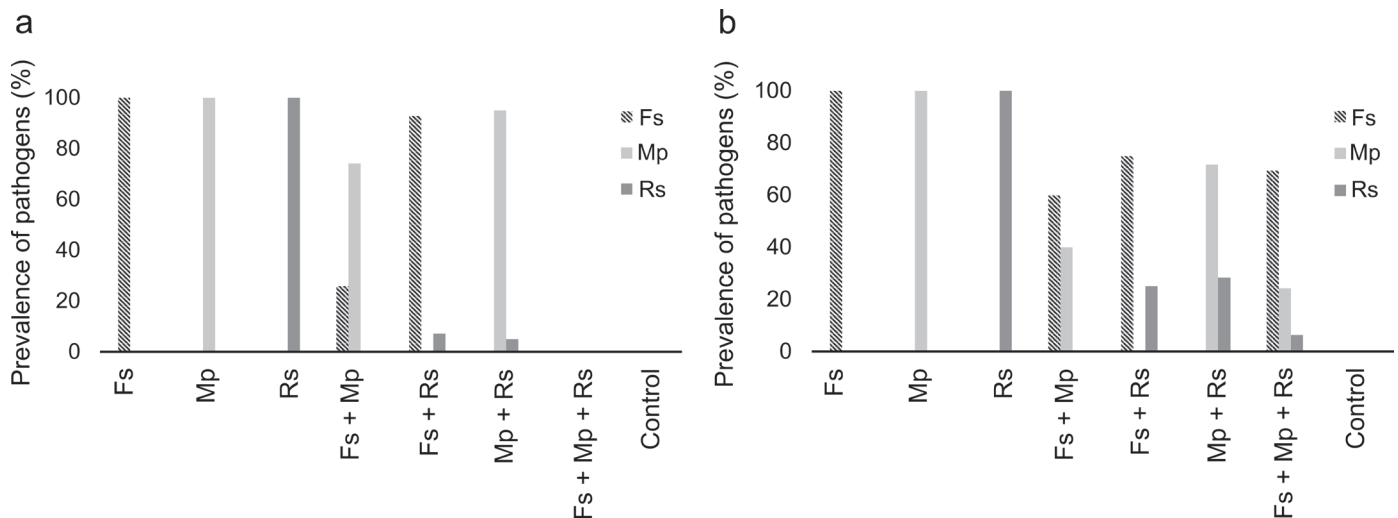 a
Prevalence of pathogens (%)
100
80
60
40
20
0
Fs
Mp
Rs
Fs + Mp
Fs + Rs
Mp + Rs
Fs + Mp + Rs
Control
Fs
Mp
Rs
b
Prevalence of pathogens (%)
100
80
60
40
20
0
Fs
Mp
Rs
Fs + Mp
Fs + Rs
Mp + Rs
Fs + Mp + Rs
Control
Fs
Mp
Rs